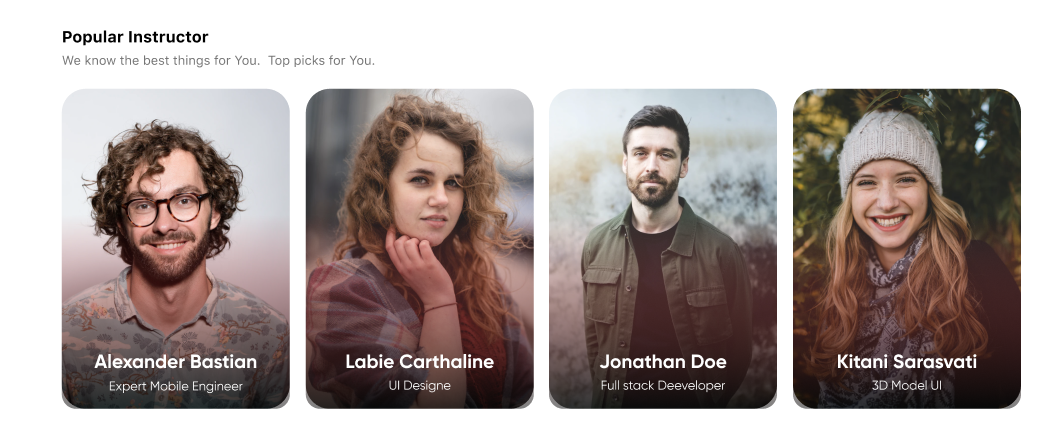 Popular Instructor
We know the best things for You.  Top picks for You.
Alexander Bastian
Expert Mobile Engineer
Labie Carthaline
UI Designe
Jonathan Doe
Full stack Deeveloper
Kitani Sarasvati
3D Model UI